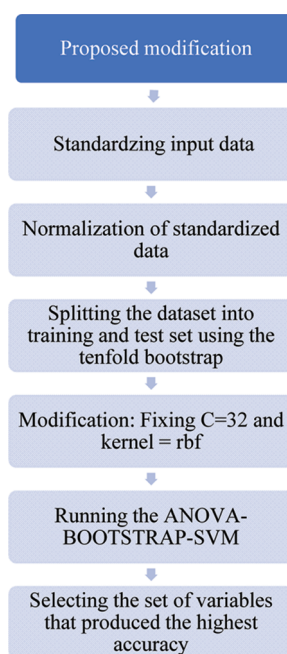 Proposed modification
Standardzing input data
Normalization of standardized
data
Splitting the dataset into
training and test set using the
tenfold bootstrap
Modification: Fixing C=32 and
kernel = rbf
Running the ANOVA-
BOOTSTRAP-SVM
Selecting the set of variables
that produced the highest
accuracy